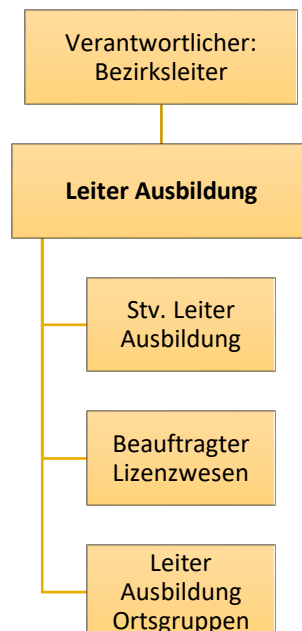 Verantwortlicher:
Bezirksleiter
Leiter Ausbildung
Stv. Leiter
Ausbildung
Beauftragter
Lizenzwesen
Leiter
Ausbildung
Ortsgruppen